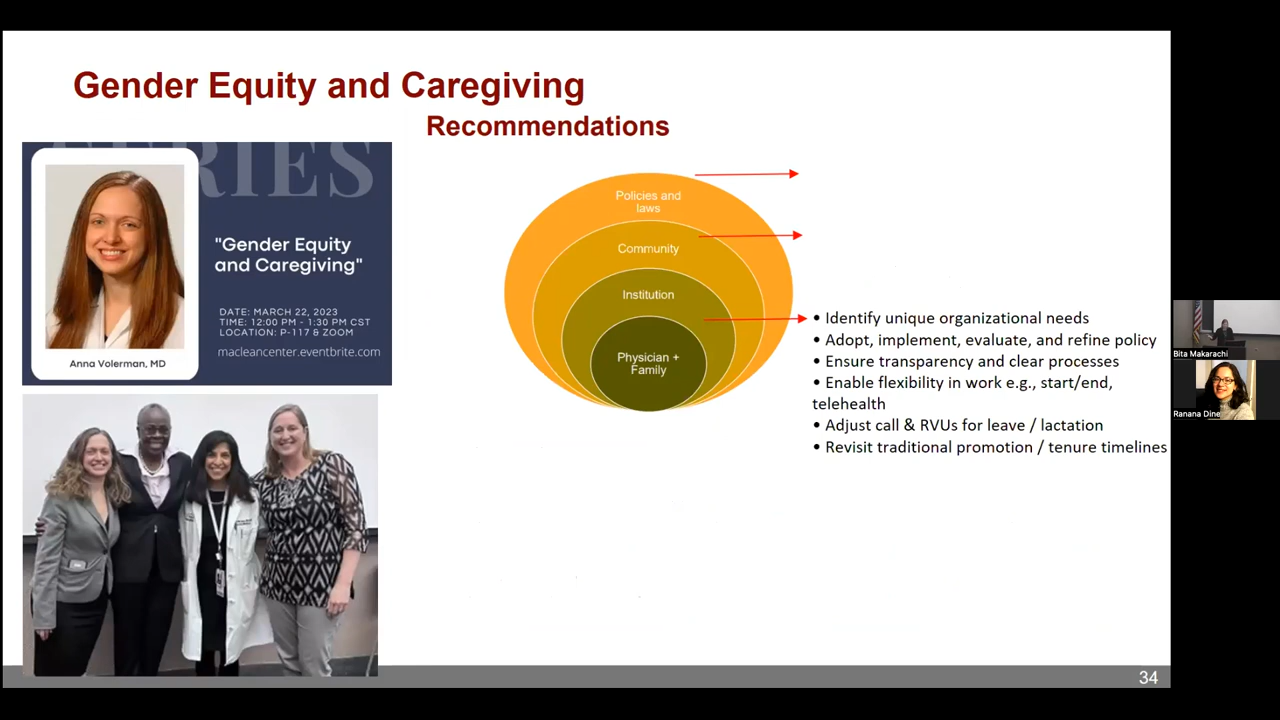 Gender Equity and Caregiving
Recommendations
SERIES
"Gender Equity
and Caregiving"
DATE: MARCH 22, 2023
TIME: 12:00 PM - 1:30 PM CST
LOCATION: P-117 & ZOOM
macleancenter.eventbrite.com
Anna Volerman, MD
Policies and
laws
Community
Institution
Physician +
Family
• Identify unique organizational needs
• Adopt, implement, evaluate, and refine policy
• Ensure transparency and clear processes
• Enable flexibility in work e.g., start/end,
telehealth
• Adjust call & RVUs for leave / lactation
• Revisit traditional promotion / tenure timelines
Bita Makarachi
Ranana Dine
34